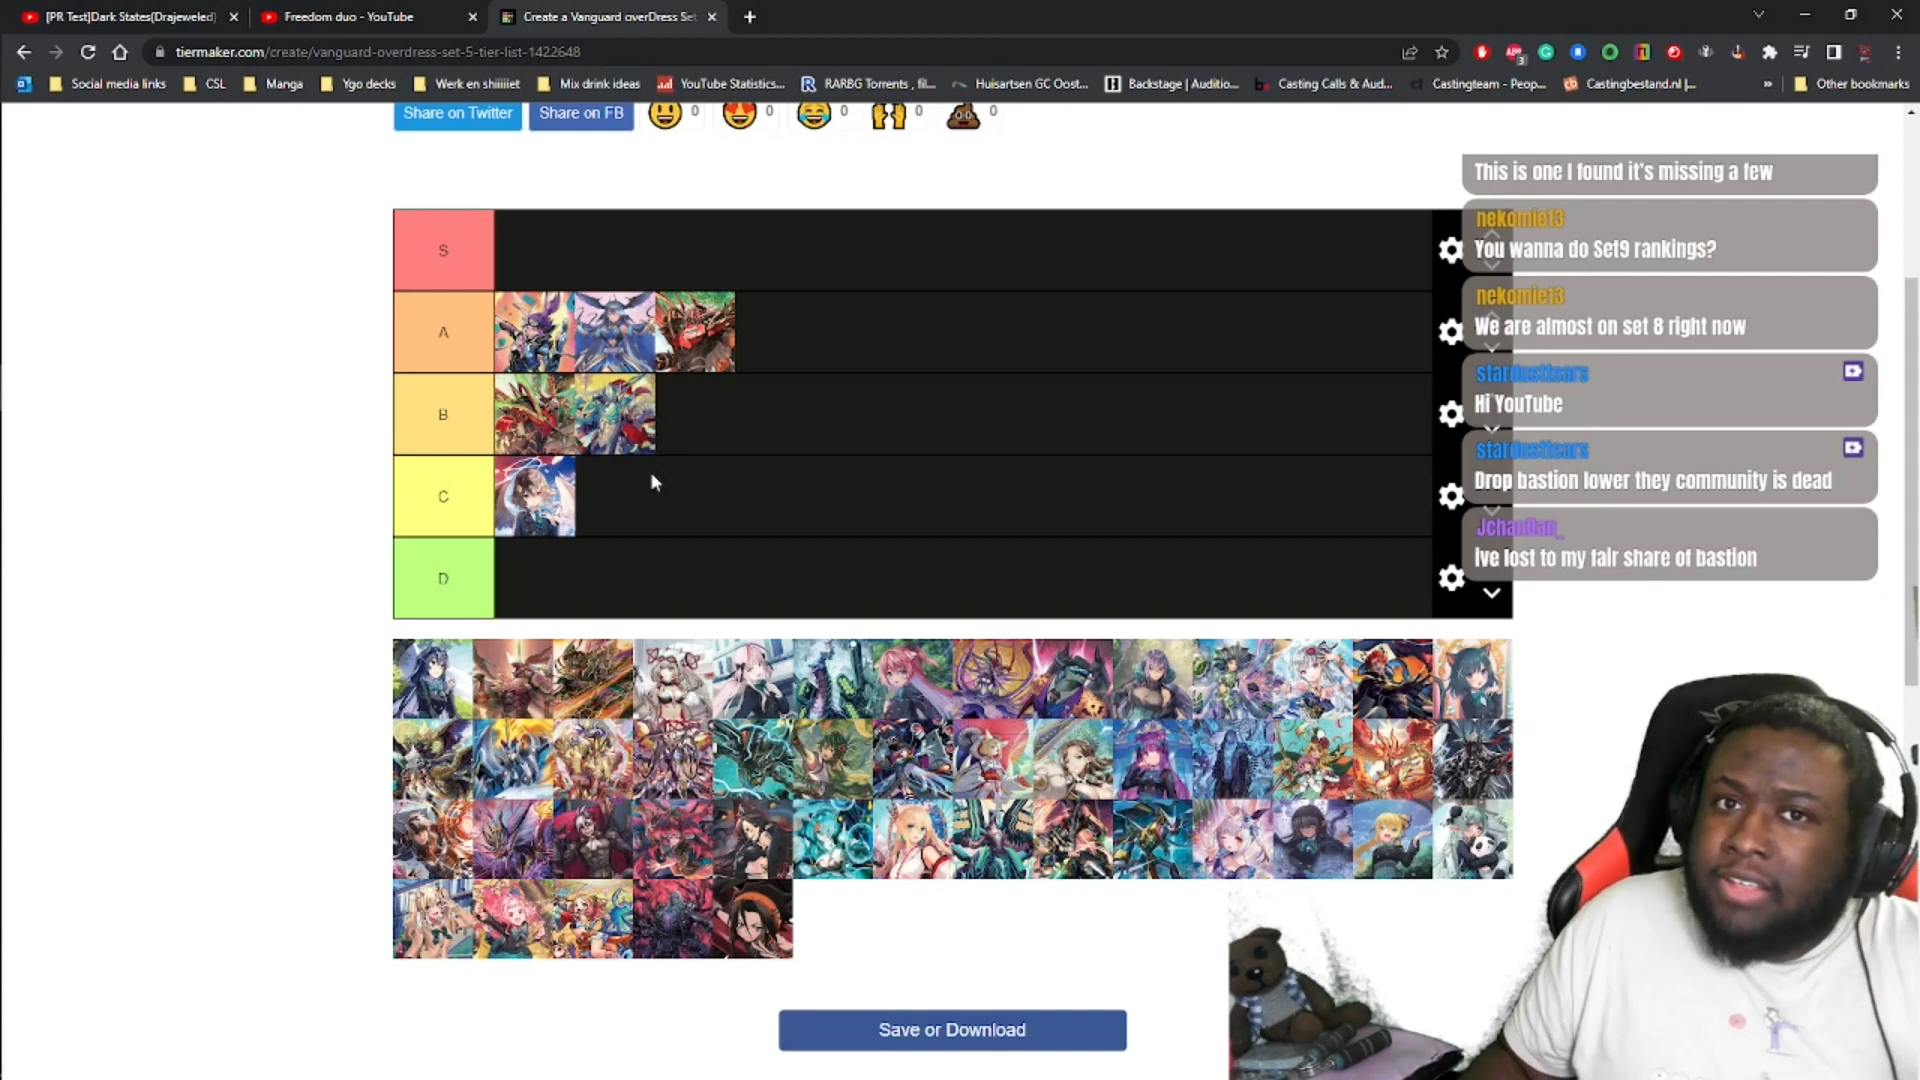 [PR Test]Dark States(Drajeweled)
Freedom duo - YouTube
Create a Vanguard overDress Set
tiermaker.com/create/vanguard-overdress-set-5-tier-list-1422648
3
Social media links
CSL
Manga
Ygo decks
Werk en shiiiiiet
Mix drink ideas
YouTube Statistics...
RARBG Torrents , fil...
Huisartsen GC Oost...
Backstage | Auditio...
Casting Calls & Aud...
Castingteam - Peop...
Castingbestand.nl |...
»
Other bookmarks
Share on Twitter
Share on FB
0
0
0
0
0
S
A
B
C
D
This is one I found it's missing a few
nekomie13
You wanna do Set9 rankings?
nekomie13
We are almost on set 8 right now
stardusttears
Hi YouTube
stardusttears
Drop bastion lower they community is dead
JchanDan_
ive lost to my fair share of bastion
Save or Download